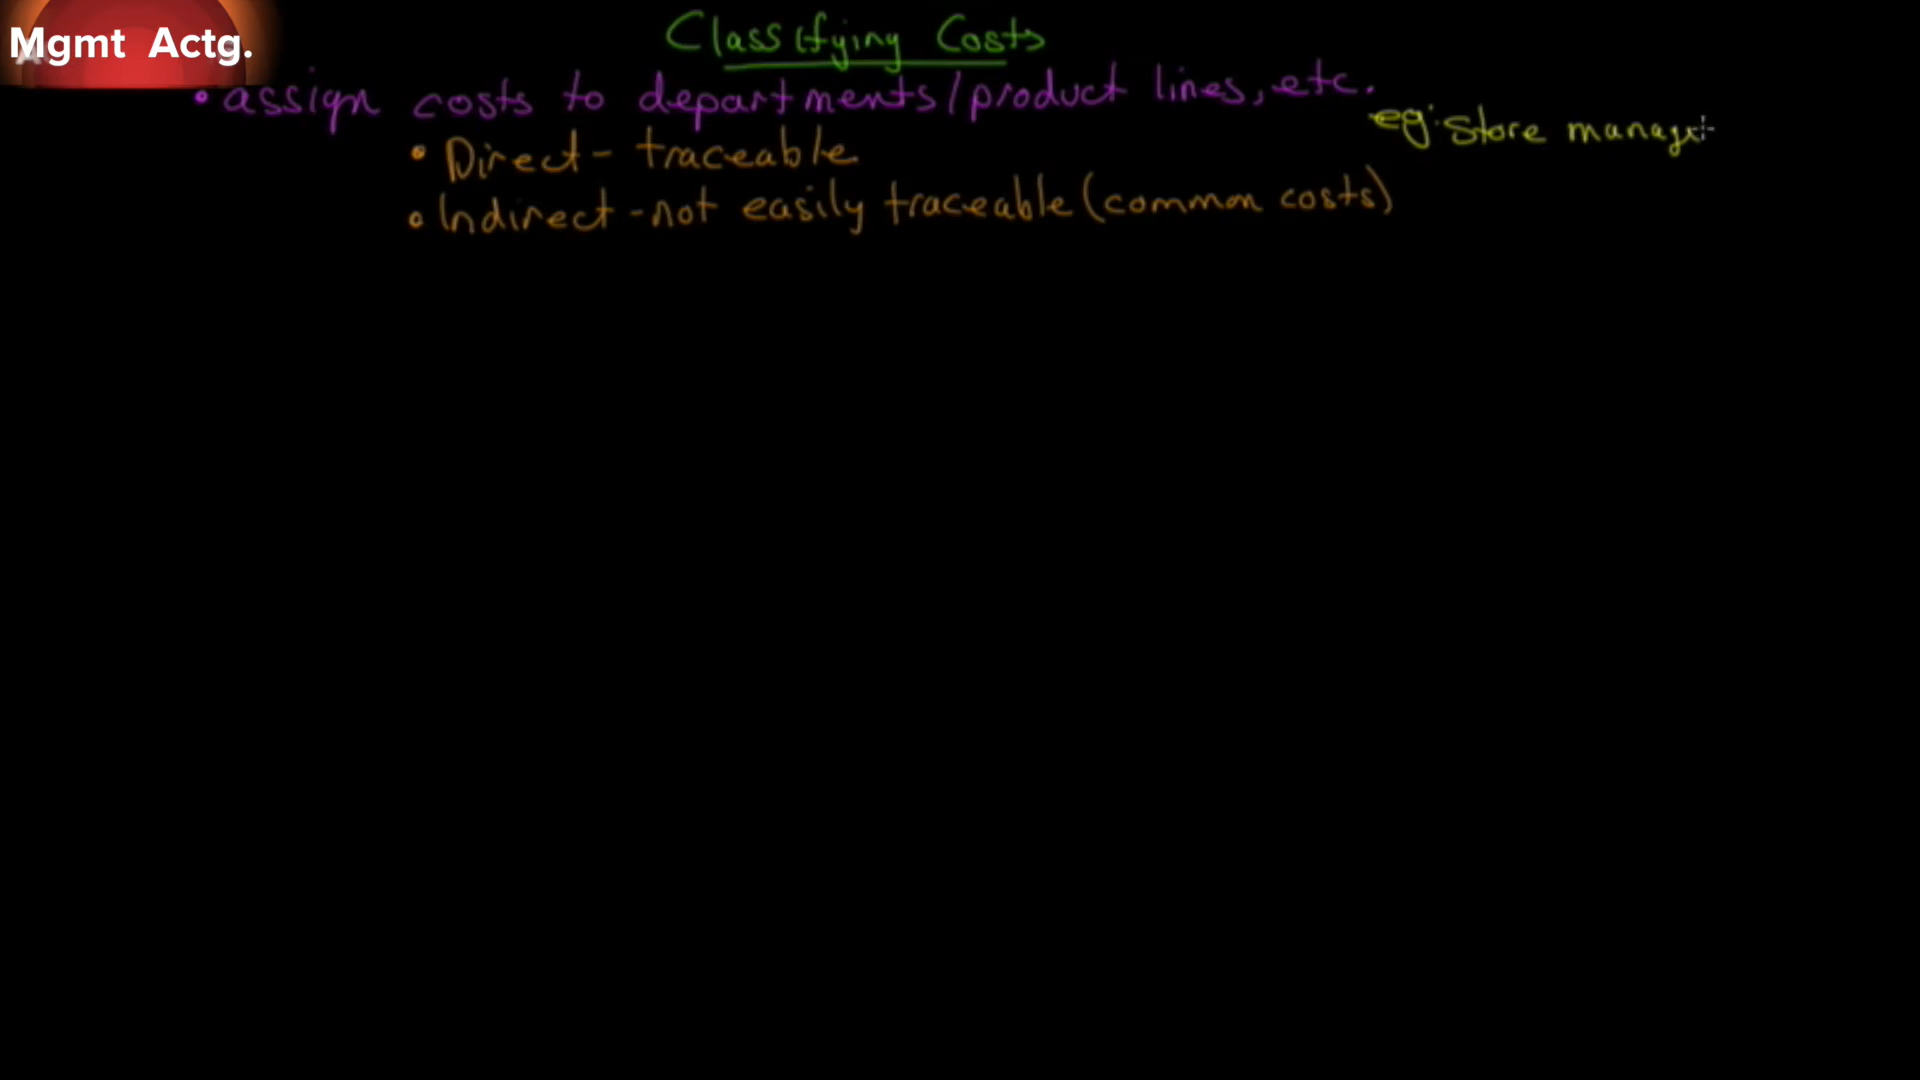 Mgmt Actg.
Classifying Costs
• assign costs to departments/product lines, etc.
eg: Store manage
• Direct - traceable
• Indirect - not easily traceable (common costs)